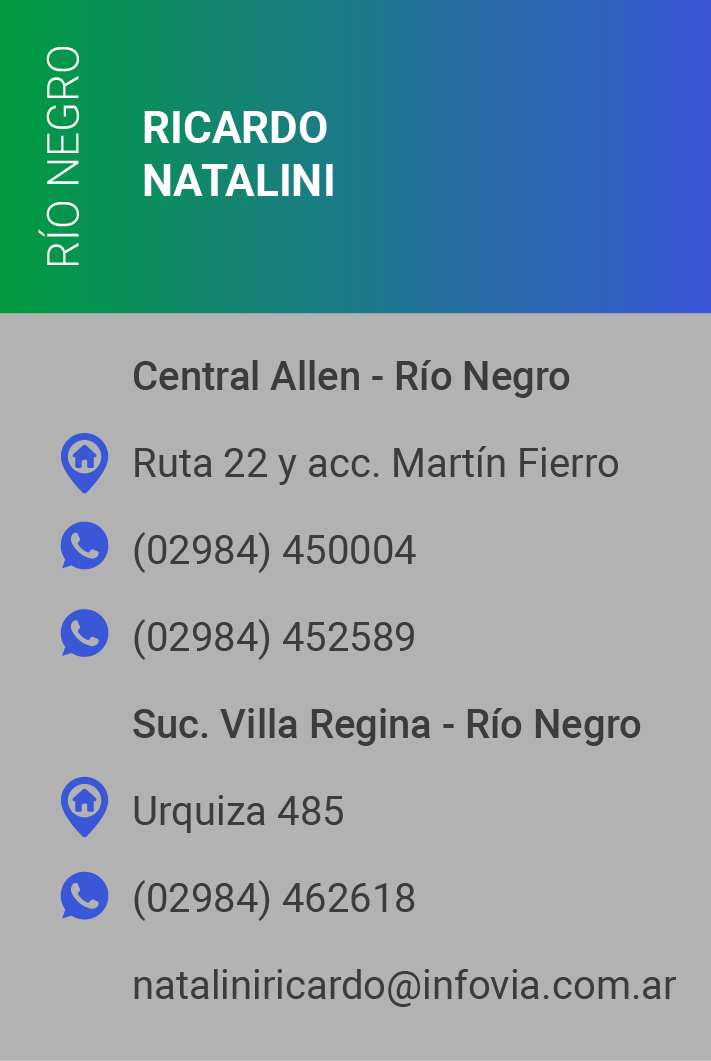 RÍO NEGRO
RICARDO
NATALINI
Central Allen - Río Negro
Ruta 22 y acc. Martín Fierro
(02984) 450004
(02984) 452589
Suc. Villa Regina - Río Negro
Urquiza 485
(02984) 462618
nataliniricardo@infovia.com.ar